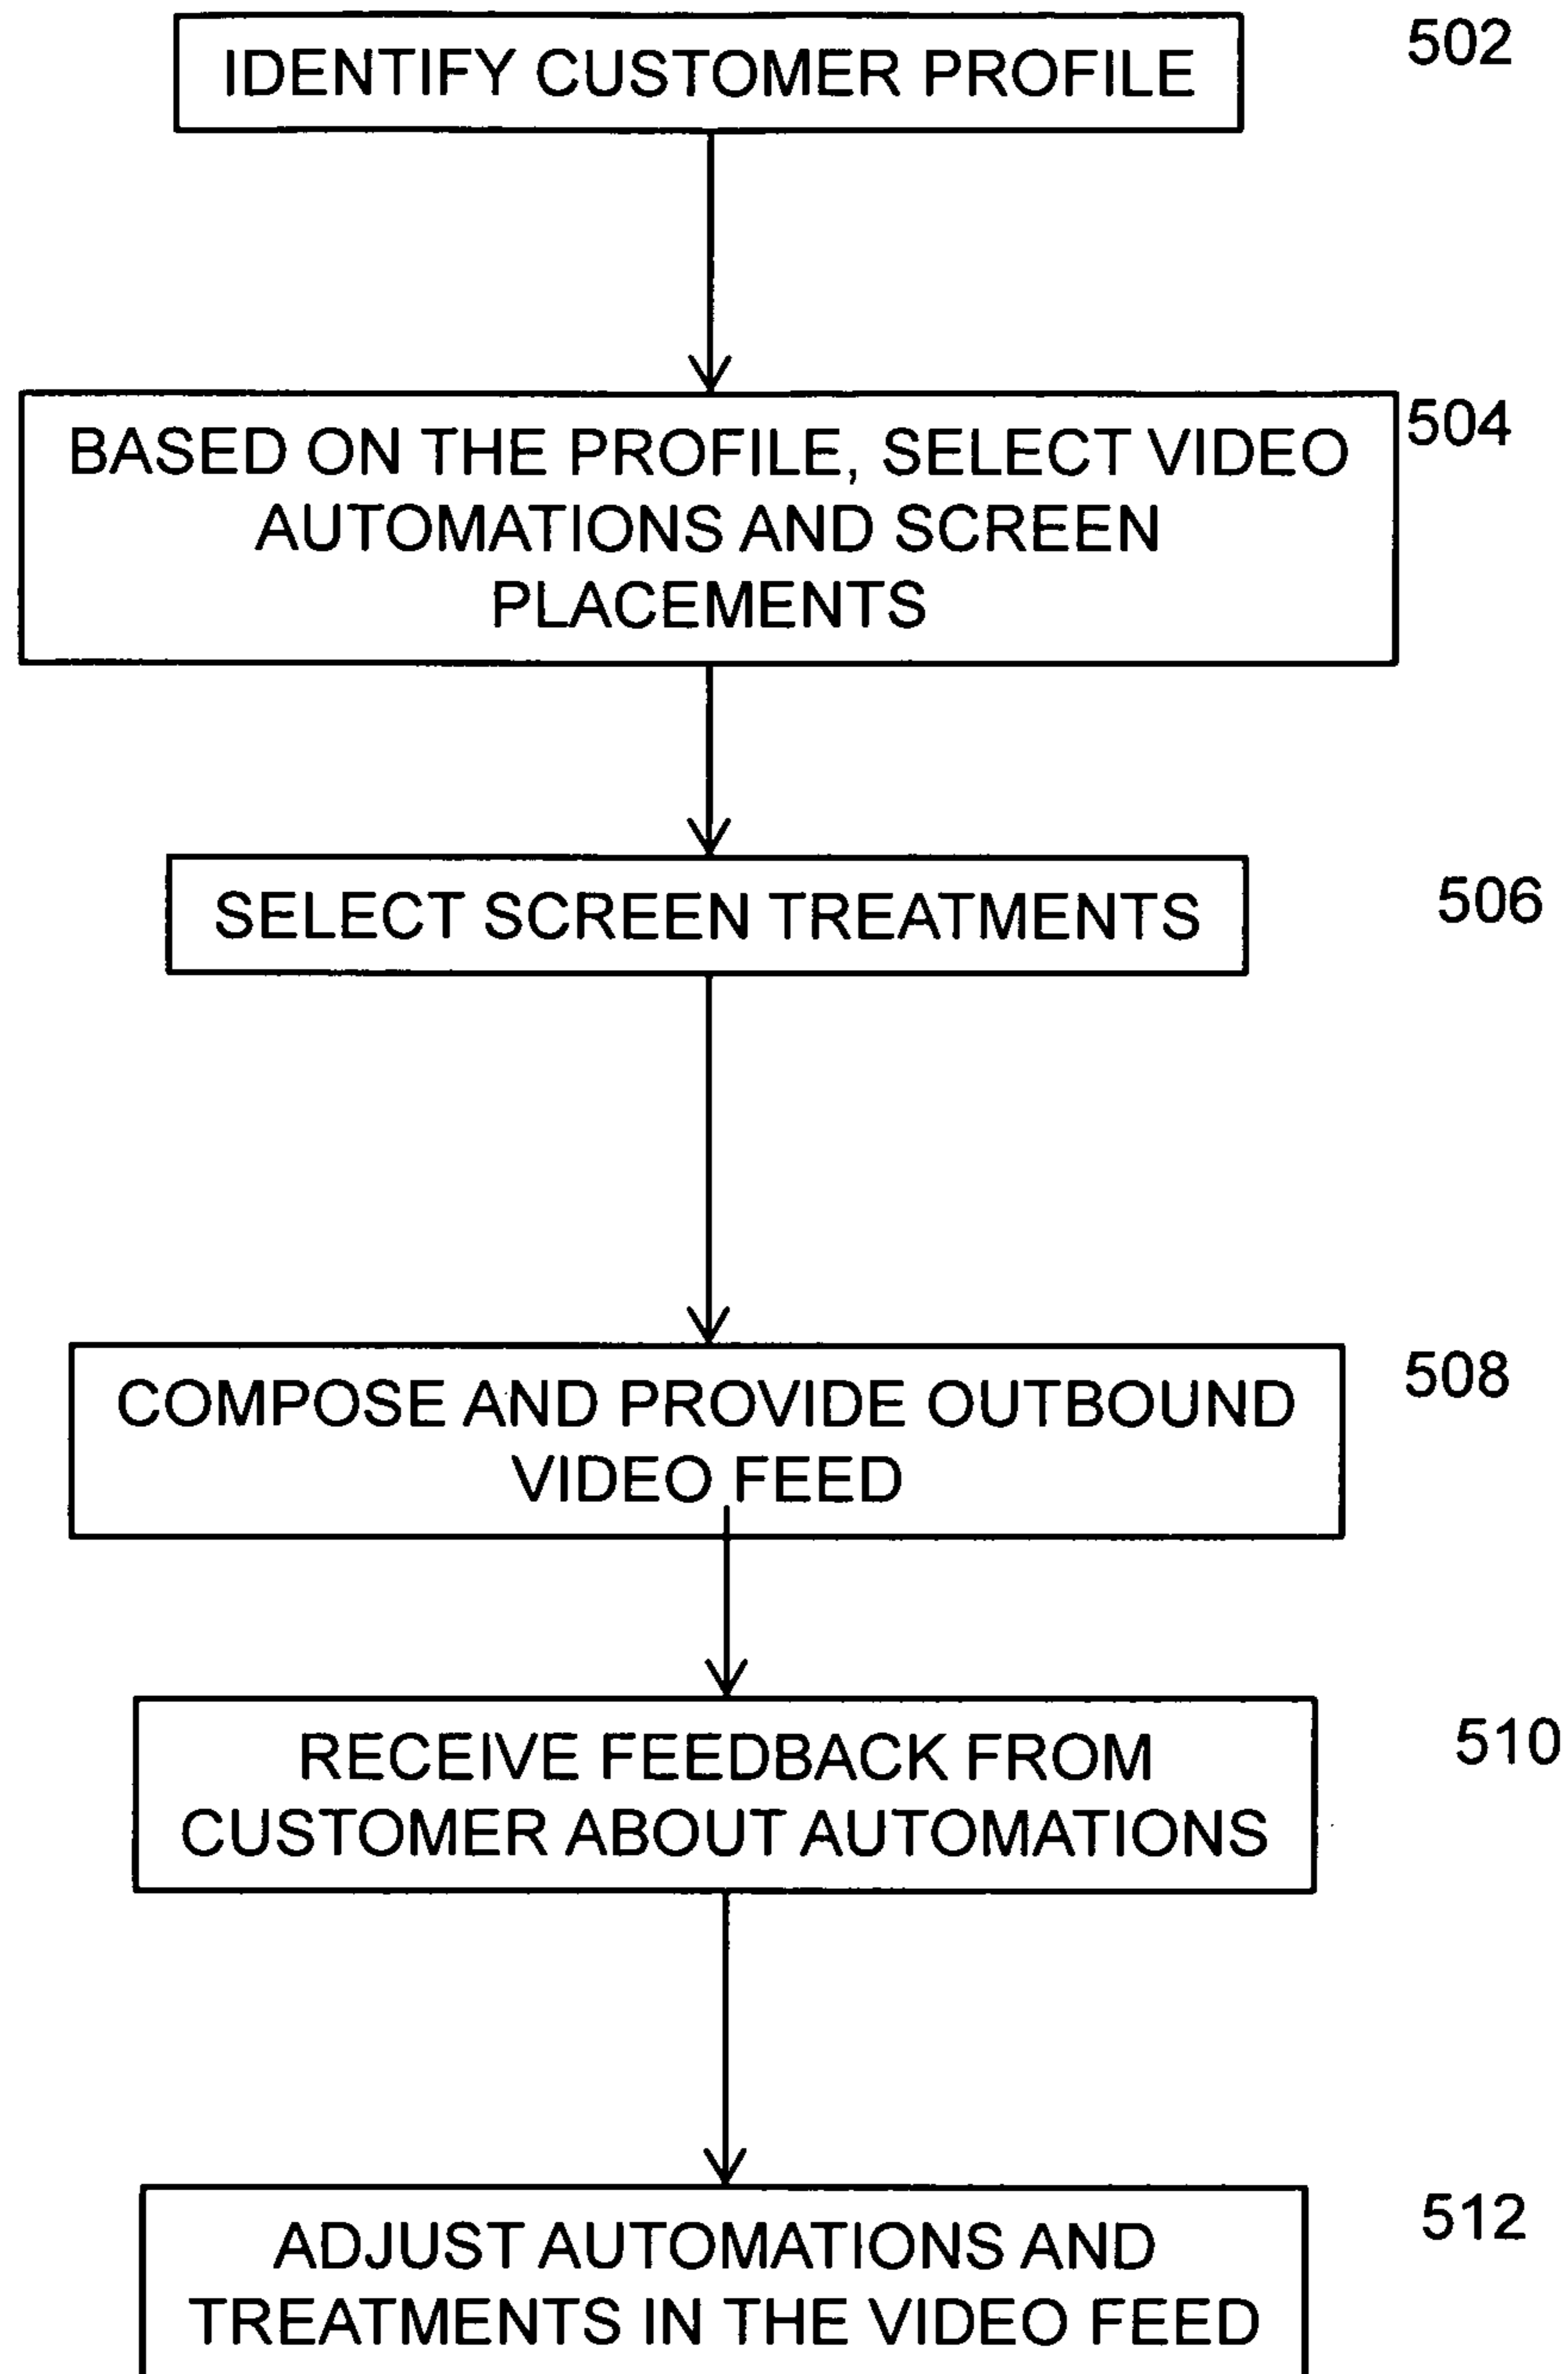 IDENTIFY CUSTOMER PROFILE
502
BASED ON THE PROFILE, SELECT VIDEO
AUTOMATIONS AND SCREEN
PLACEMENTS
504
SELECT SCREEN TREATMENTS
506
COMPOSE AND PROVIDE OUTBOUND
VIDEO FEED
508
RECEIVE FEEDBACK FROM
CUSTOMER ABOUT AUTOMATIONS
510
ADJUST AUTOMATIONS AND
TREATMENTS IN THE VIDEO FEED
512